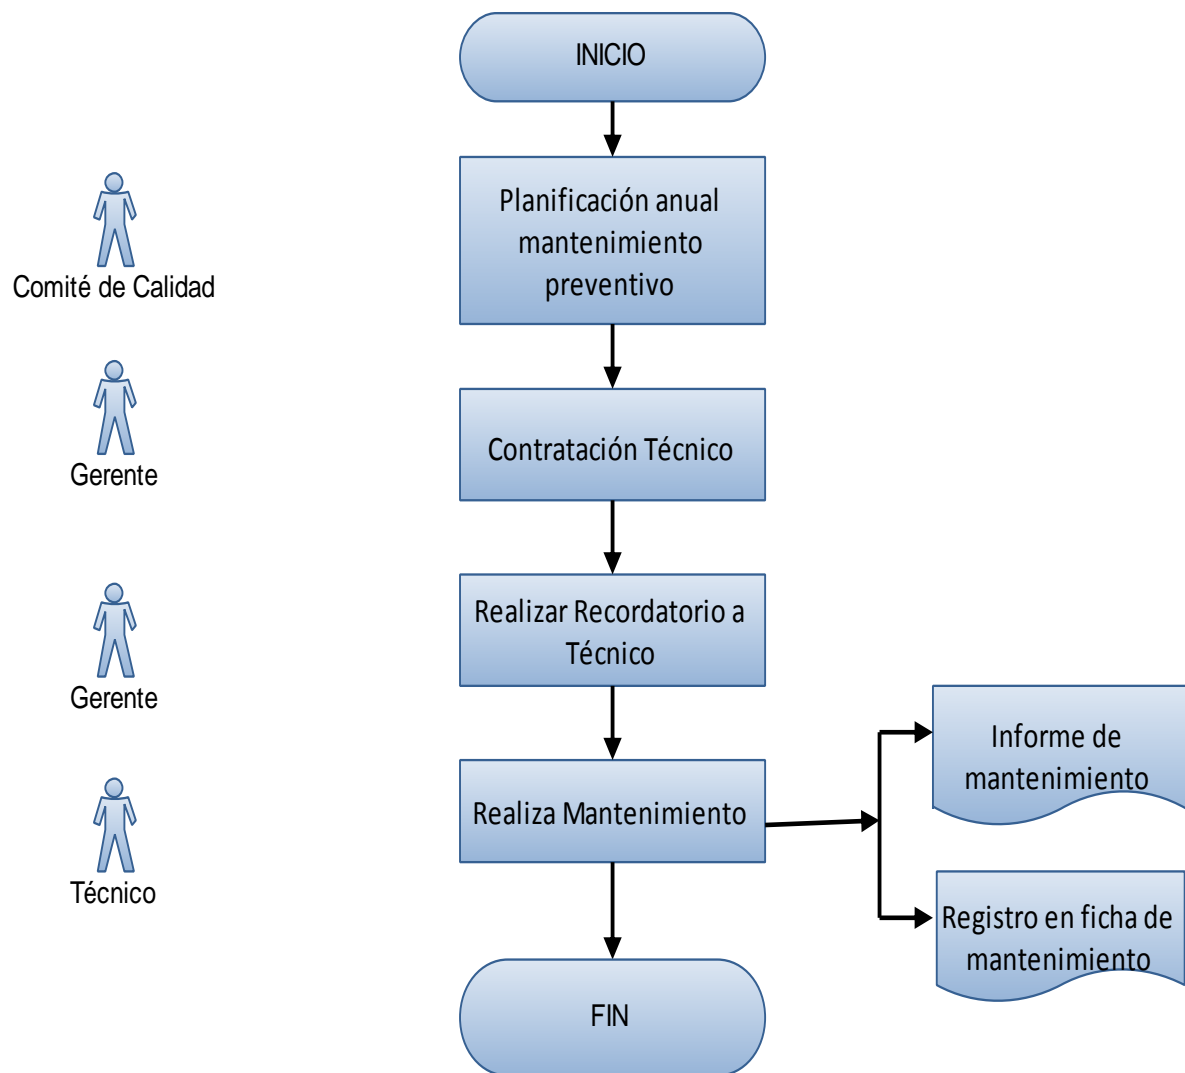 INICIO
Planificación anual
mantenimiento
preventivo
Comité de Calidad
Contratación Técnico
Gerente
Realizar Recordatorio a
Técnico
Gerente
Informe de
mantenimiento
Realiza Mantenimiento
Técnico
Registro en ficha de
mantenimiento
FIN